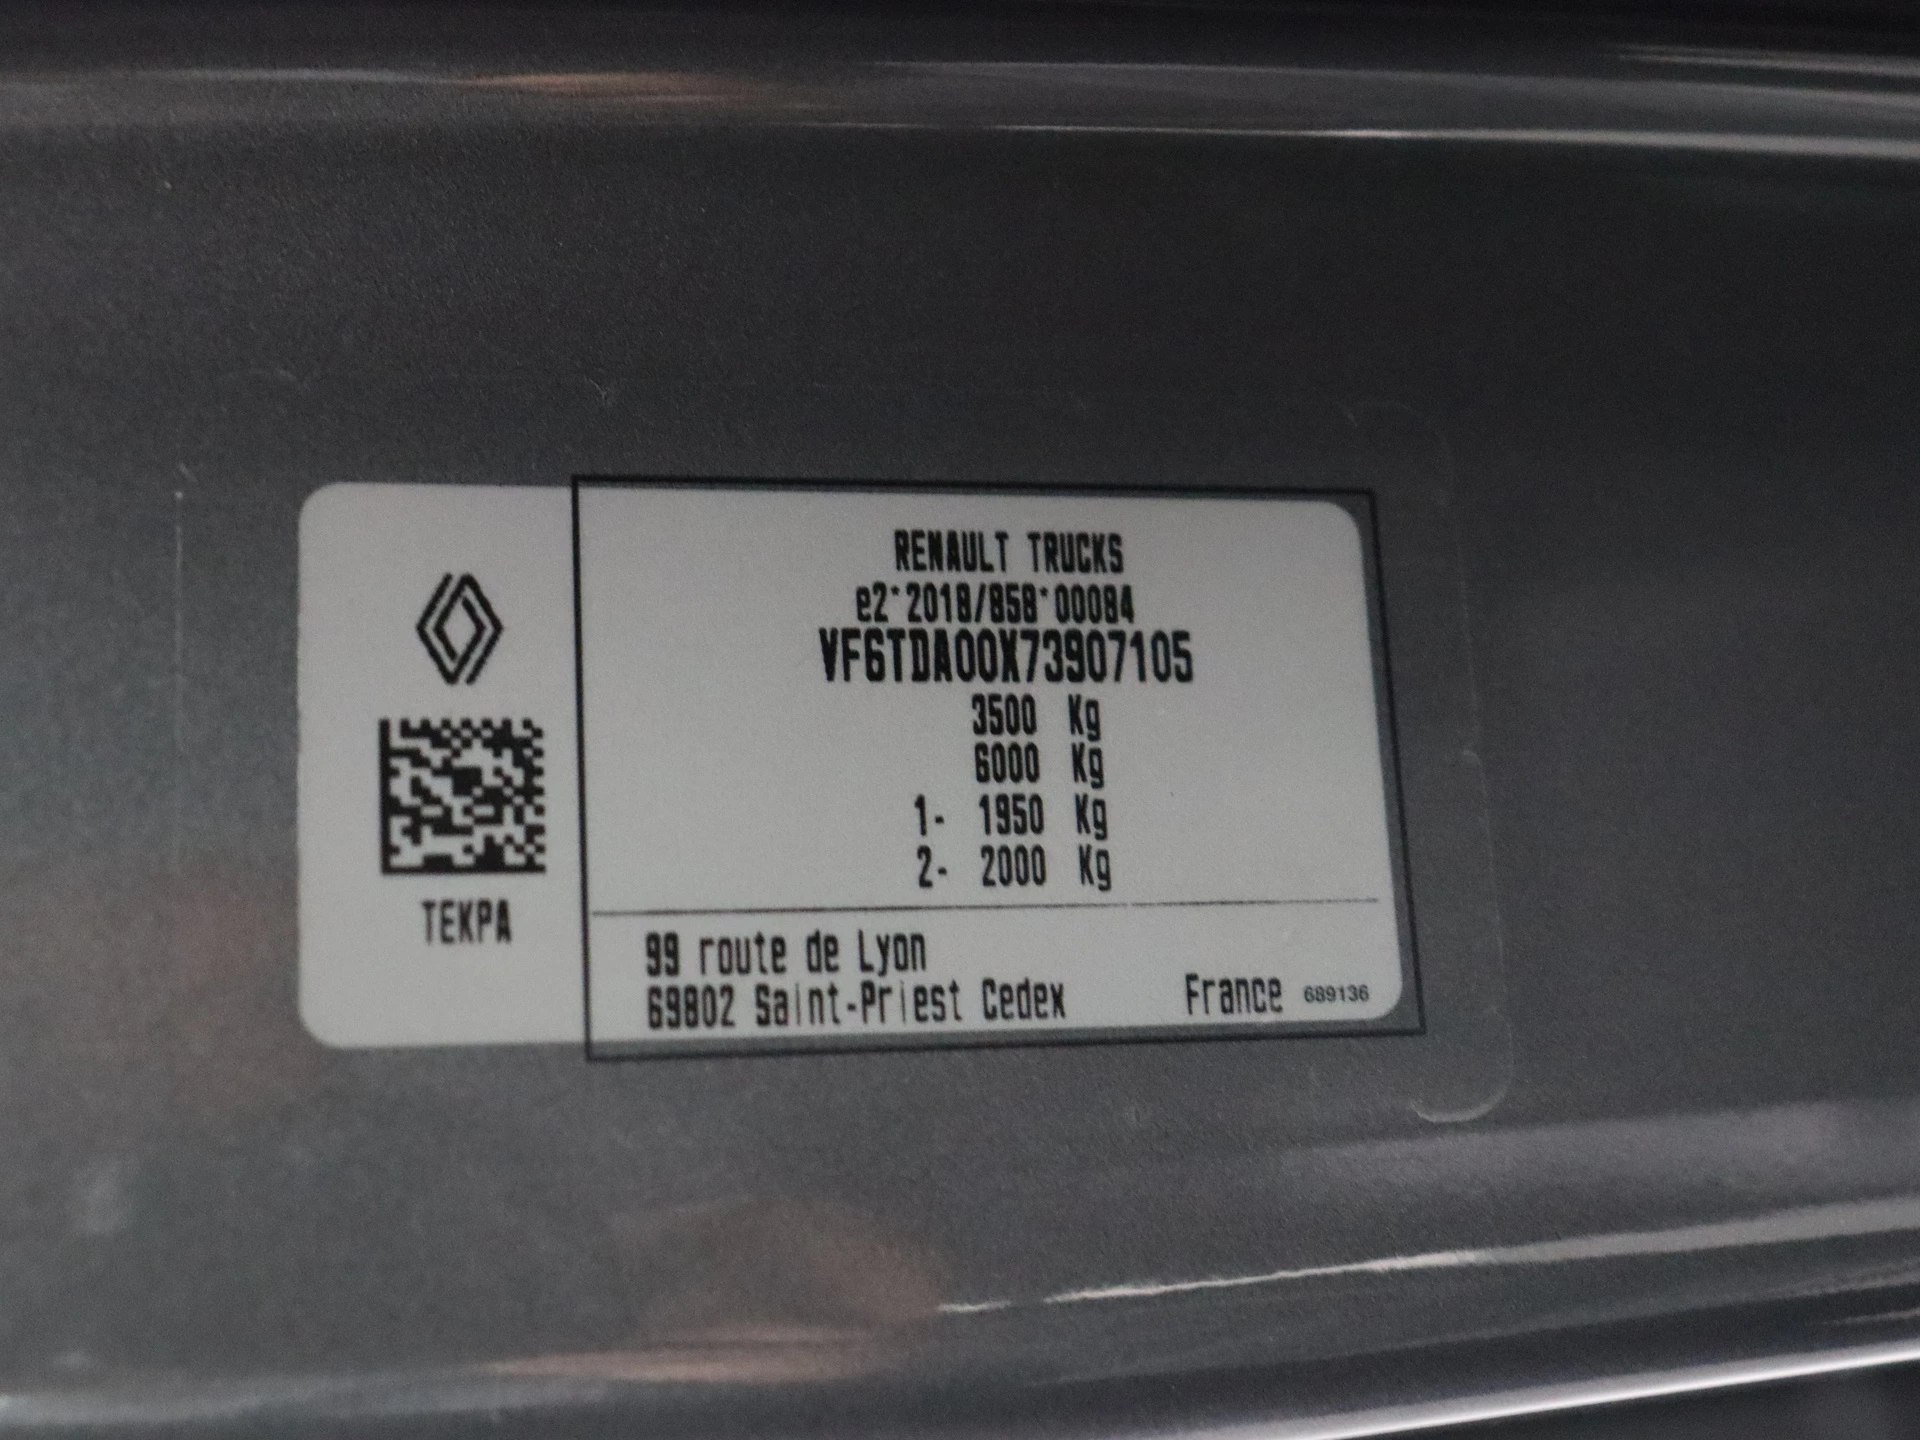 RENAULT TRUCKS
e2*2018/858*00084
VF6TDA00X73907105
3500 Kg
6000 Kg
1- 1950 Kg
2- 2000 Kg
TEKPA
99 route de Lyon
69802 Saint-Priest Cedex France 689136